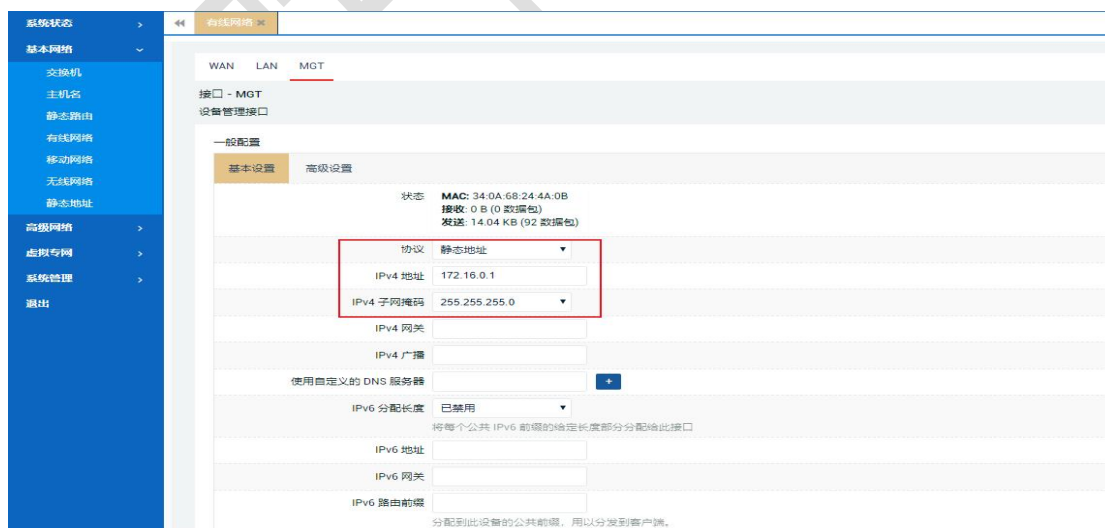 系统状态
基本网络
交换机
主机名
静态路由
有线网络
移动网络
无线网络
静态地址
高级网络
虚拟专网
系统管理
退出
有线网络
WAN LAN MGT
接口 - MGT
设备管理接口
一般配置
基本设置 高级设置
状态 MAC: 34:0A:68:24:4A:0B
接收: 0 B (0 数据包)
发送: 14.04 KB (92 数据包)
协议 静态地址
IPv4 地址 172.16.0.1
IPv4 子网掩码 255.255.255.0
IPv4 网关
IPv4 广播
使用自定义的 DNS 服务器 +
IPv6 分配长度 已禁用
将每个公共 IPv6 前缀的给定长度部分分配给此接口
IPv6 地址
IPv6 网关
IPv6 路由前缀
分配到此设备的公共前缀，用以分发到客户端。